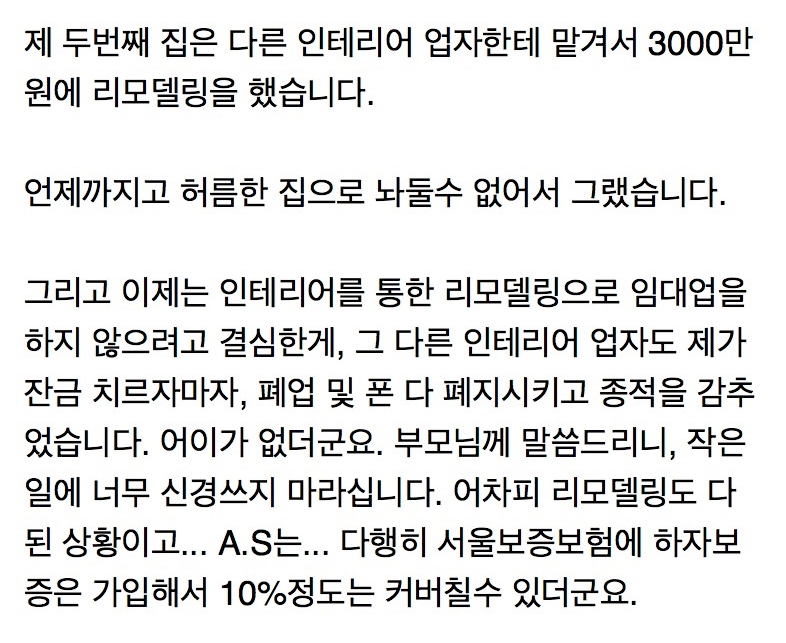 제 두번째 집은 다른 인테리어 업자한테 맡겨서 3000만
원에 리모델링을 했습니다.
언제까지고 허름한 집으로 놔둘수 없어서 그랬습니다.
그리고 이제는 인테리어를 통한 리모델링으로 임대업을
하지 않으려고 결심한게, 그 다른 인테리어 업자도 제가
잔금 치르자마자, 폐업 및 폰 다 폐지시키고 종적을 감추
었습니다. 어이가 없더군요. 부모님께 말씀드리니, 작은
일에 너무 신경쓰지 마라십니다. 어차피 리모델링도 다
된 상황이고... A.S는... 다행히 서울보증보험에 하자보
증은 가입해서 10%정도는 커버칠수 있더군요.